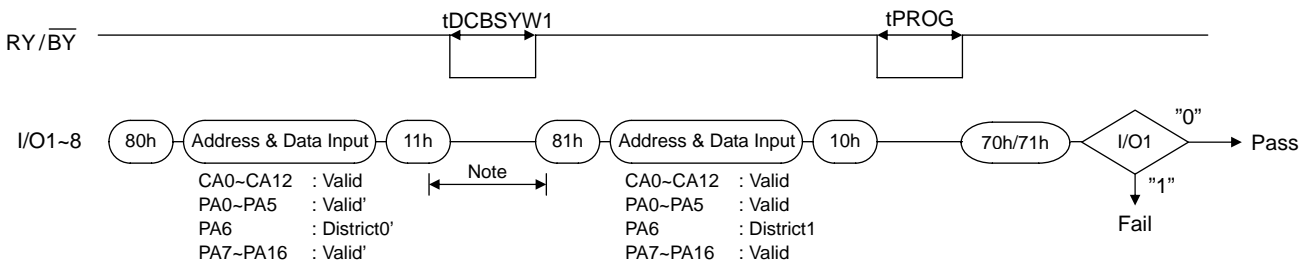 tDCBSYW1 tPROG
RY/BY
I/O1~8 80h Address & Data Input 11h 81h Address & Data Input 10h 70h/71h I/O1 "0" Pass
Note
"1"
Fail
CA0~CA12 : Valid
PA0~PA5 : Valid'
PA6 : District0'
PA7~PA16 : Valid'
CA0~CA12 : Valid
PA0~PA5 : Valid
PA6 : District1
PA7~PA16 : Valid